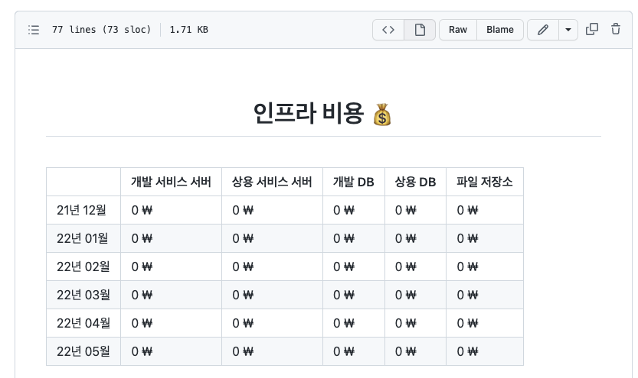 77 lines (73 sloc) 1.71 KB Raw Blame
인프라 비용 💰
개발 서비스 서버 상용 서비스 서버 개발 DB 상용 DB 파일 저장소
21년 12월 0 ₩ 0 ₩ 0 ₩ 0 ₩ 0 ₩
22년 01월 0 ₩ 0 ₩ 0 ₩ 0 ₩ 0 ₩
22년 02월 0 ₩ 0 ₩ 0 ₩ 0 ₩ 0 ₩
22년 03월 0 ₩ 0 ₩ 0 ₩ 0 ₩ 0 ₩
22년 04월 0 ₩ 0 ₩ 0 ₩ 0 ₩ 0 ₩
22년 05월 0 ₩ 0 ₩ 0 ₩ 0 ₩ 0 ₩